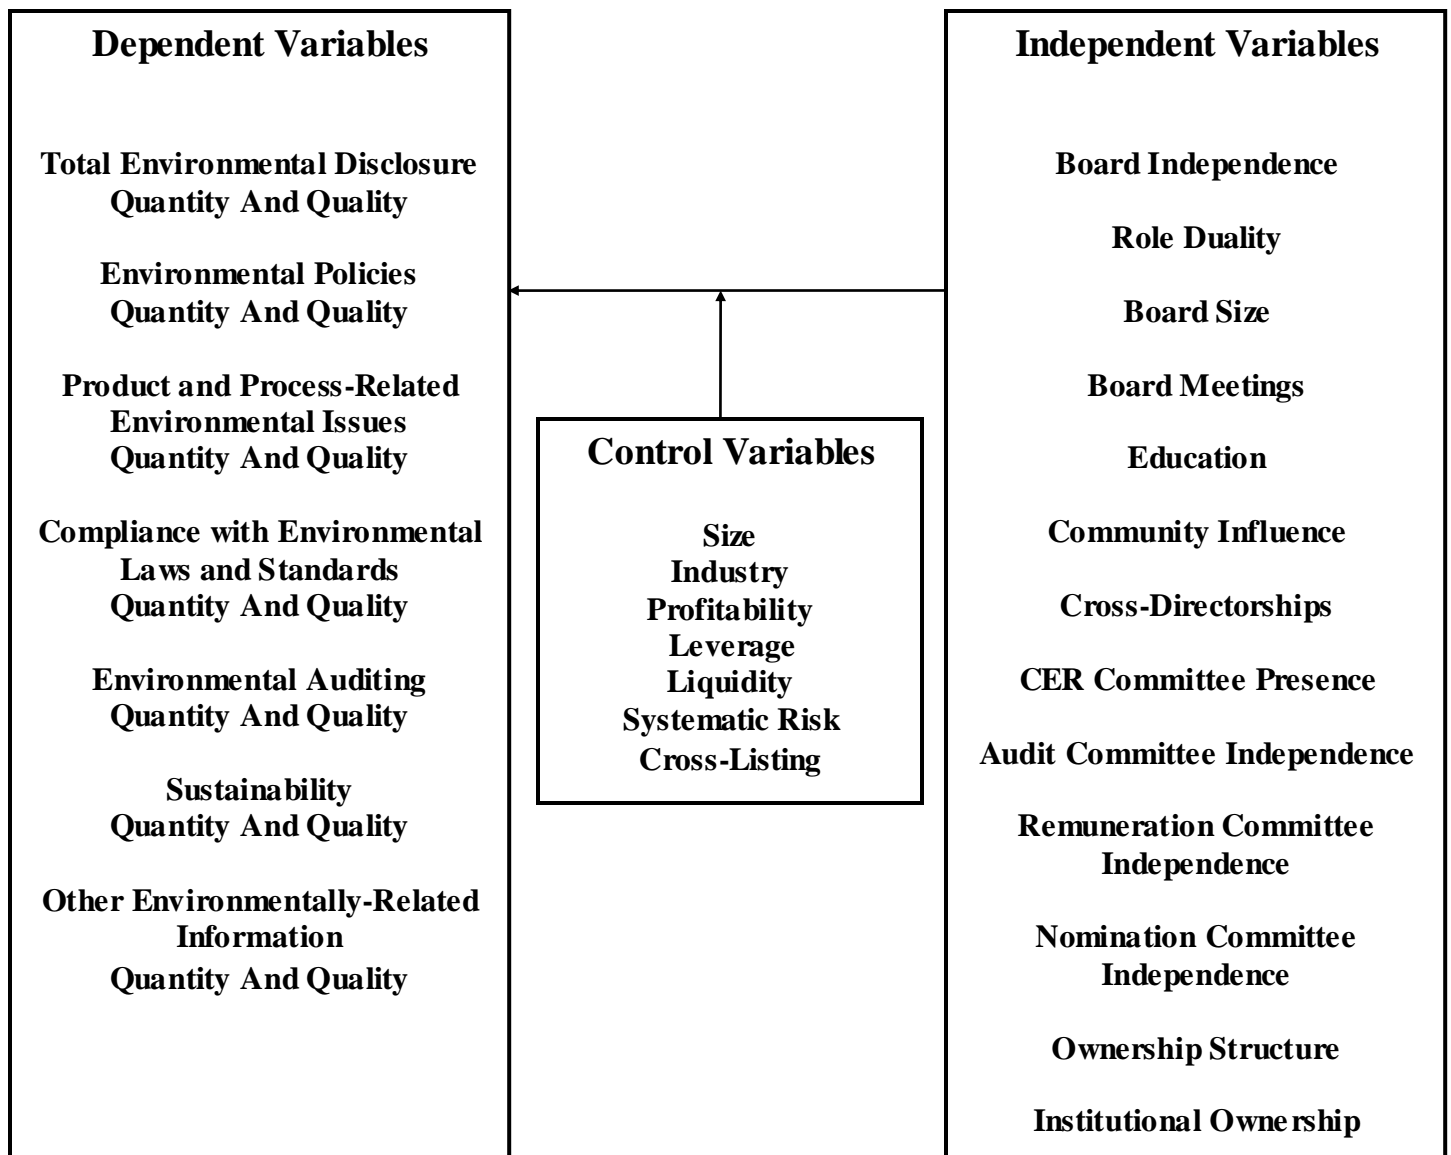 Dependent Variables
Total Environmental Disclosure
Quantity And Quality
Environmental Policies
Quantity And Quality
Product and Process-Related
Environmental Issues
Quantity And Quality
Compliance with Environmental
Laws and Standards
Quantity And Quality
Environmental Auditing
Quantity And Quality
Sustainability
Quantity And Quality
Other Environmentally-Related
Information
Quantity And Quality
Control Variables
Size
Industry
Profitability
Leverage
Liquidity
Systematic Risk
Cross-Listing
Independent Variables
Board Independence
Role Duality
Board Size
Board Meetings
Education
Community Influence
Cross-Directorships
CER Committee Presence
Audit Committee Independence
Remuneration Committee
Independence
Nomination Committee
Independence
Ownership Structure
Institutional Ownership